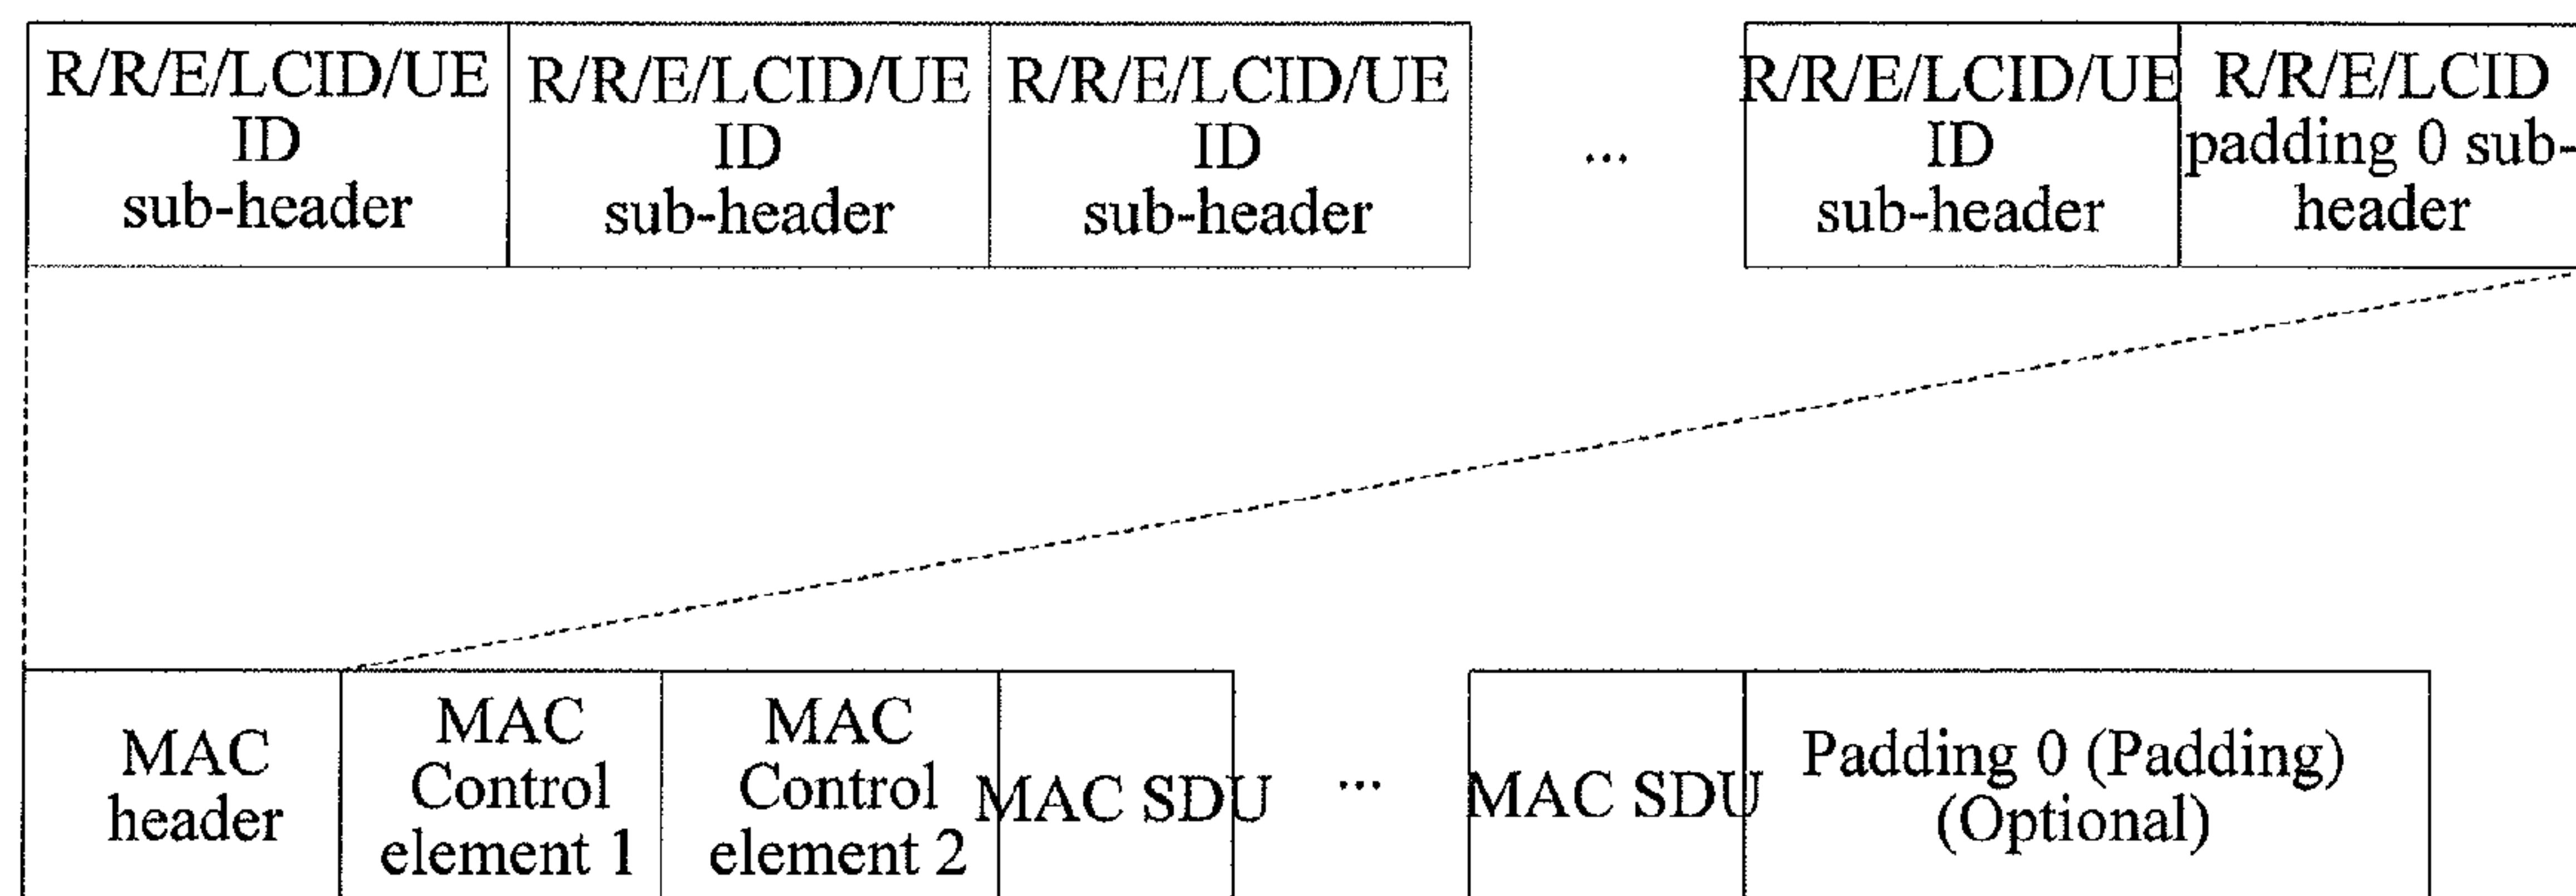 R/R/E/LCID/UE
ID
sub-header
R/R/E/LCID/UE
ID
sub-header
R/R/E/LCID/UE
ID
sub-header
...
R/R/E/LCID/UE
ID
sub-header
R/R/E/LCID
padding 0 sub-
header
MAC
header
MAC
Control
element 1
MAC
Control
element 2
MAC SDU
...
MAC SDU
Padding 0 (Padding)
(Optional)